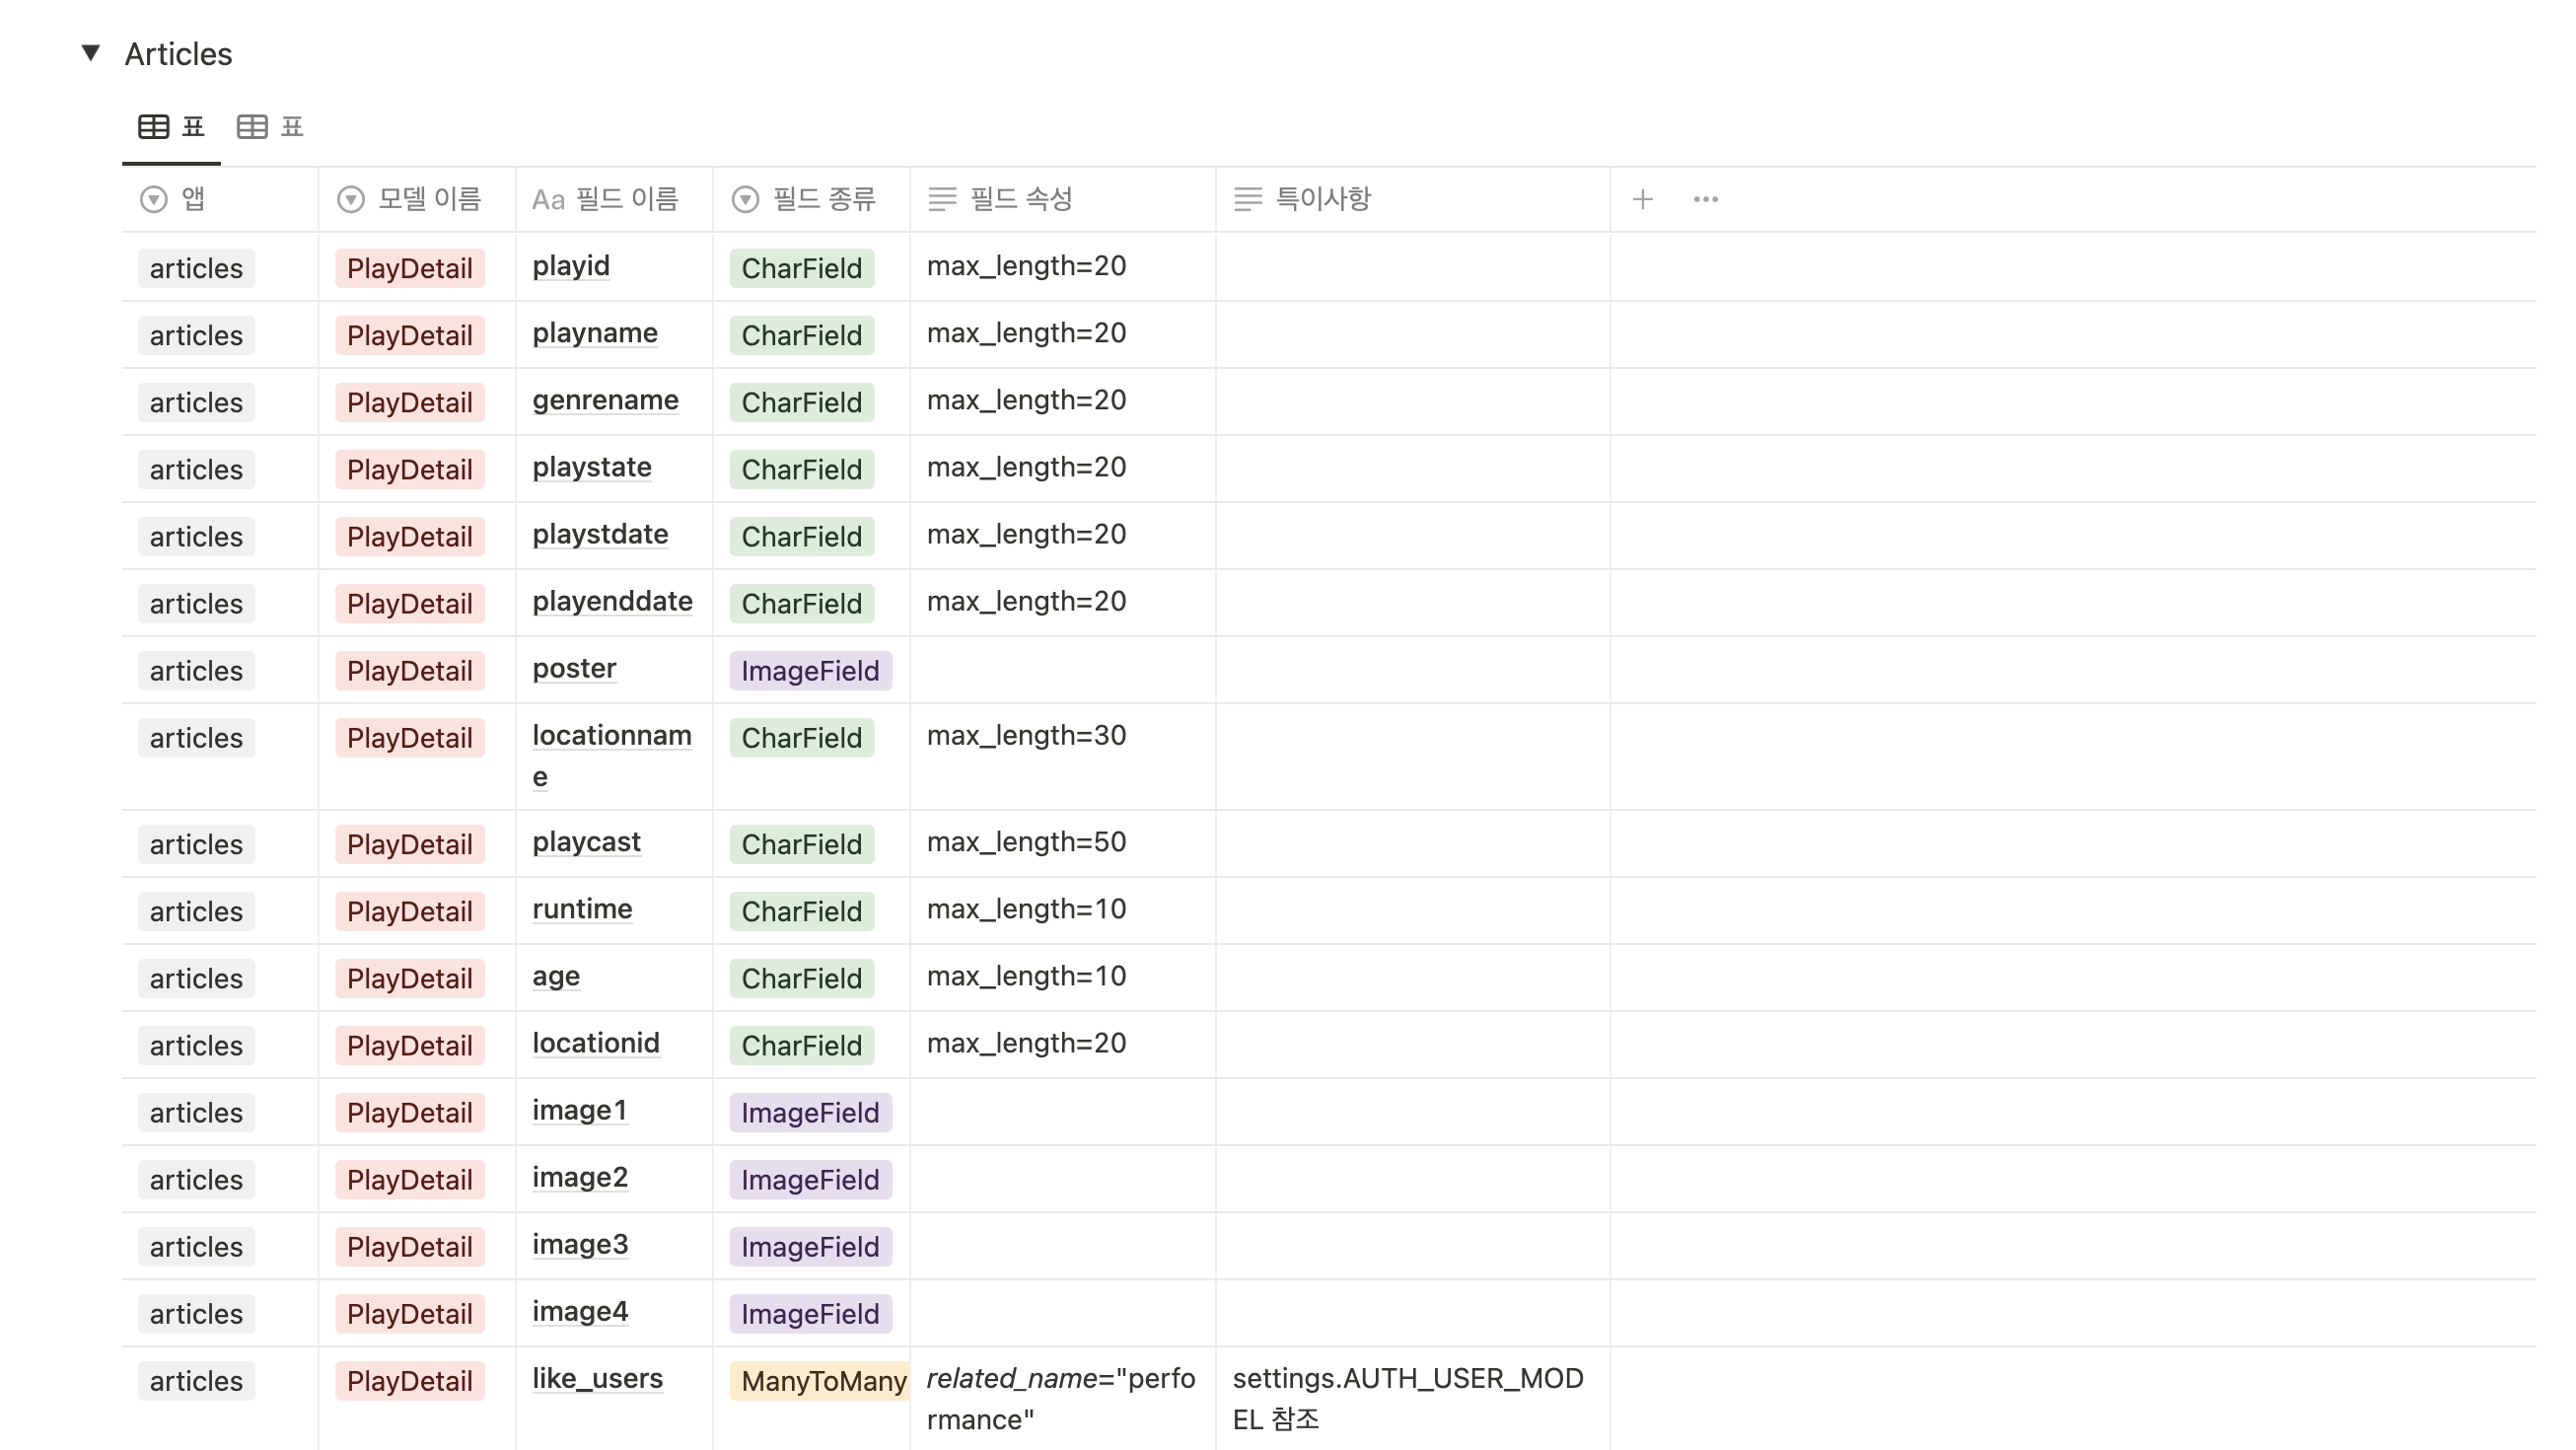 Articles
표 표
앱 모델 이름 Aa 필드 이름 필드 종류 필드 속성 특이사항
articles PlayDetail playid CharField max_length=20
articles PlayDetail playname CharField max_length=20
articles PlayDetail genrename CharField max_length=20
articles PlayDetail playstate CharField max_length=20
articles PlayDetail playstdate CharField max_length=20
articles PlayDetail playenddate CharField max_length=20
articles PlayDetail poster ImageField
articles PlayDetail locationnam CharField max_length=30
e
articles PlayDetail playcast CharField max_length=50
articles PlayDetail runtime CharField max_length=10
articles PlayDetail age CharField max_length=10
articles PlayDetail locationid CharField max_length=20
articles PlayDetail image1 ImageField
articles PlayDetail image2 ImageField
articles PlayDetail image3 ImageField
articles PlayDetail image4 ImageField
articles PlayDetail like_users ManyToMany related_name="perfo settings.AUTH_USER_MOD
rmance" EL 참조